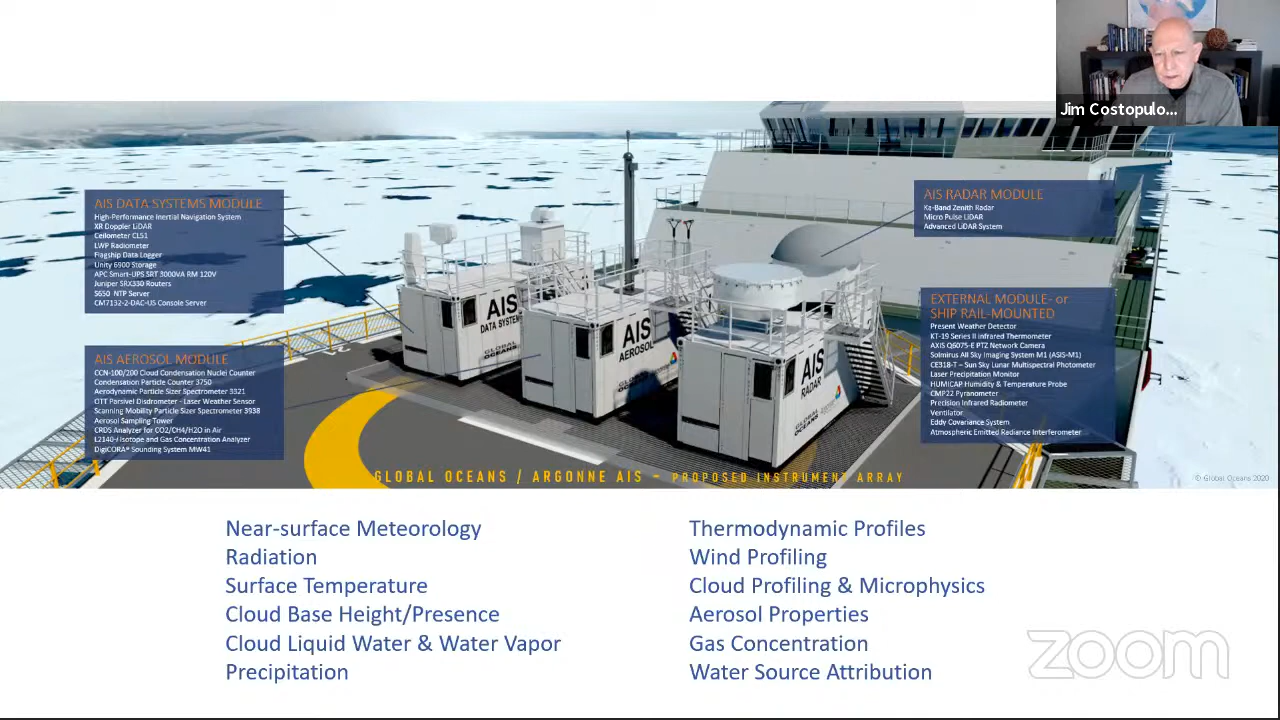 Jim Costopulo...
AIS DATA SYSTEMS MODULE
High-Performance Inertial Navigation System
XR Doppler LiDAR
Ceilometer CL51
LWP Radiometer
Flagship Data Logger
Unity 6900 Storage
APC Smart-UPS SRT 3000VA RM 120V
Juniper SRX330 Routers
S650 NTP Server
CM7132-2-DAC-US Console Server
AIS AEROSOL MODULE
CCN-100/200 Cloud Condensation Nuclei Counter
Condensation Particle Counter 3750
Aerodynamic Particle Sizer Spectrometer 3321
OTT Parsivel Disdrometer - Laser Weather Sensor
Scanning Mobility Particle Sizer Spectrometer 3938
Aerosol Sampling Tower
CRDS Analyzer for CO2/CH4/H2O in Air
L2140-i Isotope and Gas Concentration Analyzer
DigiCORA® Sounding System MW41
AIS RADAR MODULE
Ka-Band Zenith Radar
Micro Pulse LiDAR
Advanced LiDAR System
EXTERNAL MODULE- or
SHIP RAIL-MOUNTED
Present Weather Detector
KT-19 Series II Infrared Thermometer
AXIS Q6075-E PTZ Network Camera
Solmirus All Sky Imaging System M1 (ASIS-M1)
CE318-T – Sun Sky Lunar Multispectral Photometer
Laser Precipitation Monitor
HUMICAP Humidity & Temperature Probe
CMP22 Pyranometer
Precision Infrared Radiometer
Ventilator
Eddy Covariance System
Atmospheric Emitted Radiance Interferometer
AIS
DATA SYSTEMS
GLOBAL
OCEANS
AIS
AEROSOL
AIS
RADAR
GLOBAL
OCEANS
GLOBAL OCEANS / ARGONNE AIS - PROPOSED INSTRUMENT ARRAY
© Global Oceans 2020
Near-surface Meteorology
Radiation
Surface Temperature
Cloud Base Height/Presence
Cloud Liquid Water & Water Vapor
Precipitation
Thermodynamic Profiles
Wind Profiling
Cloud Profiling & Microphysics
Aerosol Properties
Gas Concentration
Water Source Attribution
zoom